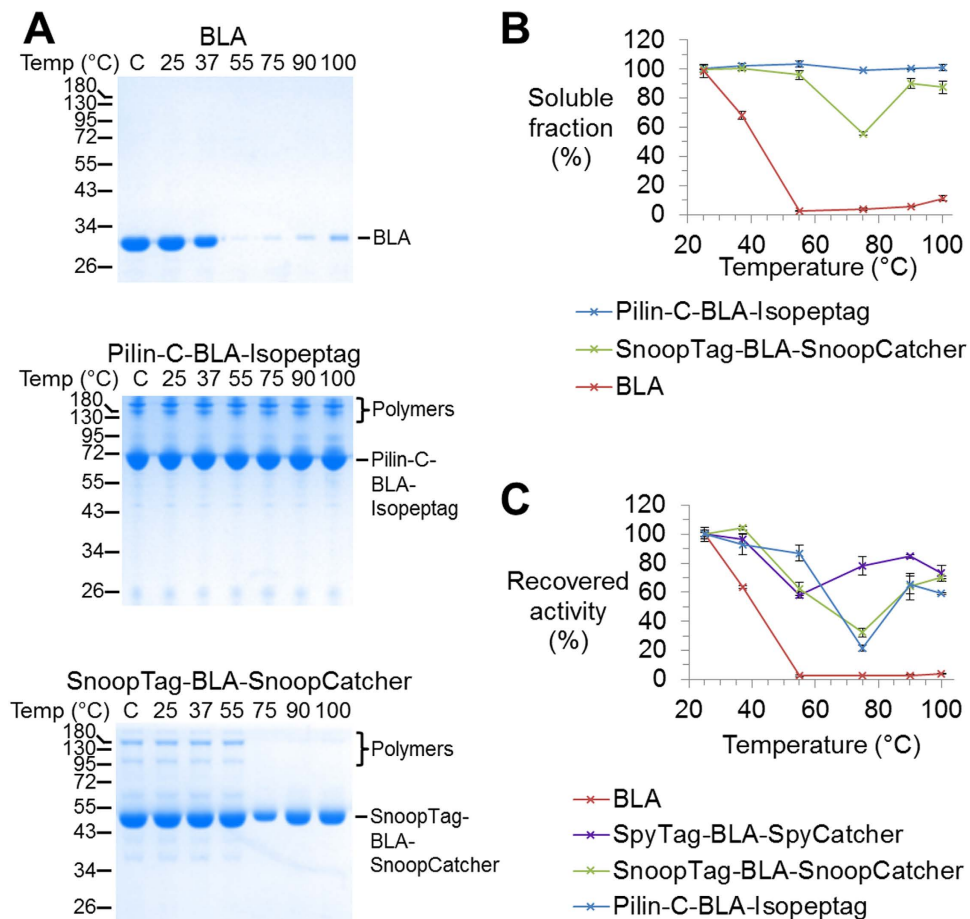 A
BLA
Temp (°C) C 25 37 55 75 90 100
180
130
95
72
55
43
34
26
BLA
Pilin-C-BLA-Isopeptag
Temp (°C) C 25 37 55 75 90 100
180
130
95
72
55
43
34
26
Polymers
Pilin-C-
BLA-
Isopeptag
SnoopTag-BLA-SnoopCatcher
Temp (°C) C 25 37 55 75 90 100
180
130
95
72
55
43
34
26
Polymers
SnoopTag-
BLA-
SnoopCatcher
B
Soluble
fraction
(%)
120
100
80
60
40
20
0
20 40 60 80 100
Temperature (°C)
Pilin-C-BLA-Isopeptag
SnoopTag-BLA-SnoopCatcher
BLA
C
Recovered
activity
(%)
120
100
80
60
40
20
0
20 40 60 80 100
Temperature (°C)
BLA
SpyTag-BLA-SpyCatcher
SnoopTag-BLA-SnoopCatcher
Pilin-C-BLA-Isopeptag